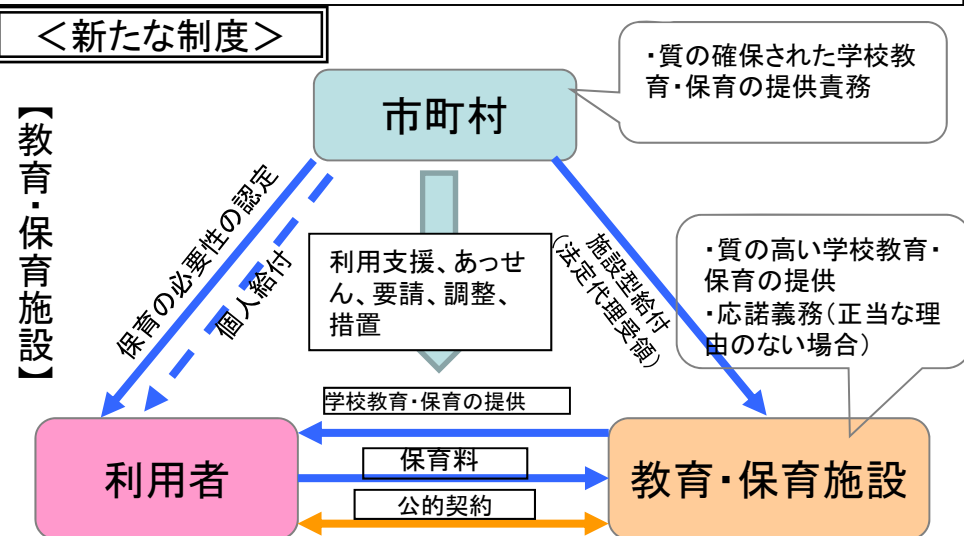 ＜新たな制度＞
・質の確保された学校教
育・保育の提供責務
市町村
【教育・保育施設】
保育の必要性の認定
個人給付
利用支援、あっせ
ん、要請、調整、
措置
施設型給付
（法定代理受領）
・質の高い学校教育・
保育の提供
・応諾義務（正当な理
由のない場合）
学校教育・保育の提供
利用者
保育料
公的契約
教育・保育施設